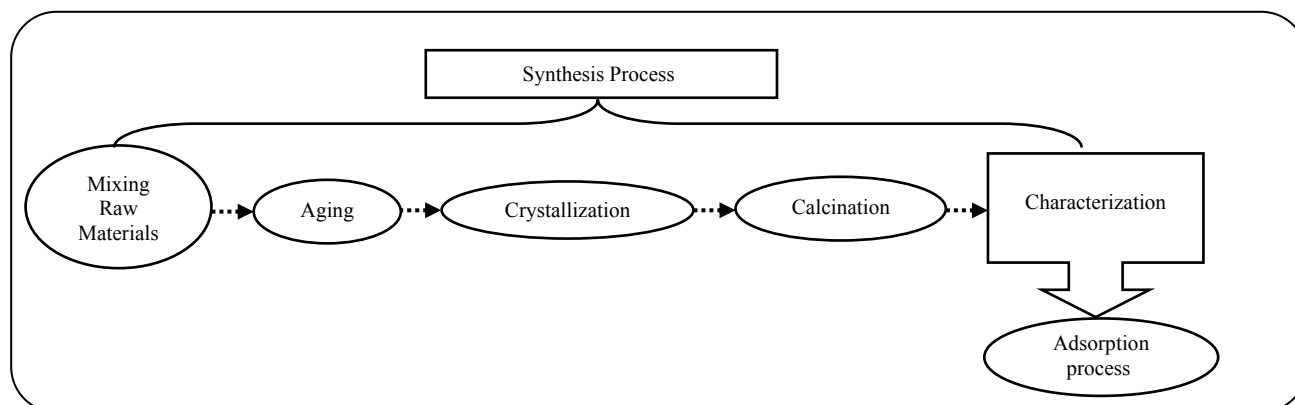 Synthesis Process
Mixing
Raw
Materials
Aging
Crystallization
Calcination
Characterization
Adsorption
process